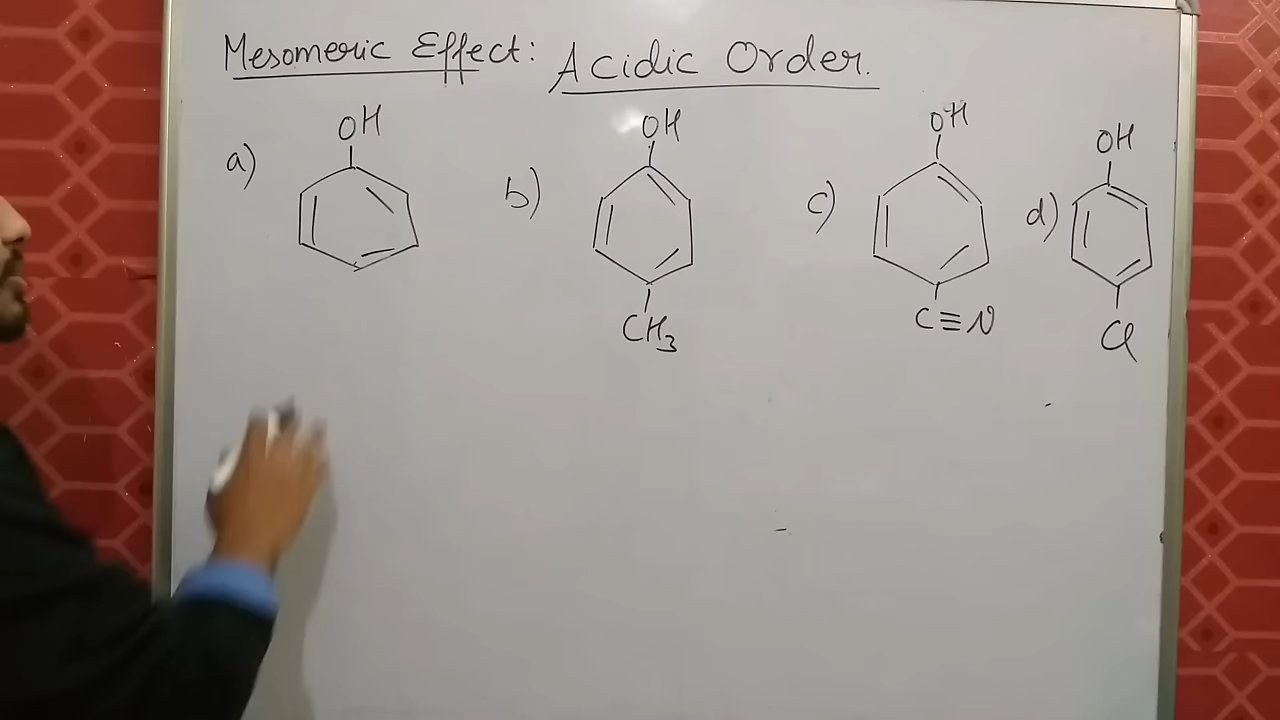 Mesomeric Effect: Acidic Order.
a) OH
b) OH
CH3
c) OH
C≡N
d) OH
Cl